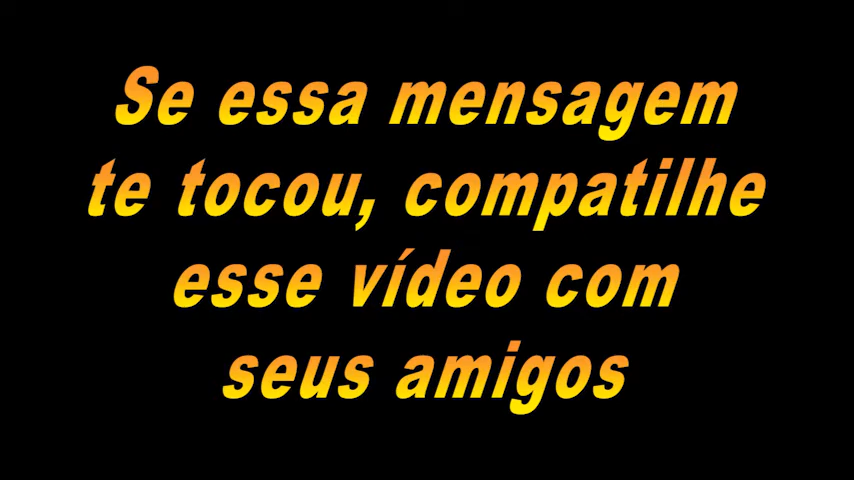 Se essa mensagem
te tocou, compatilhe
esse vídeo com
seus amigos